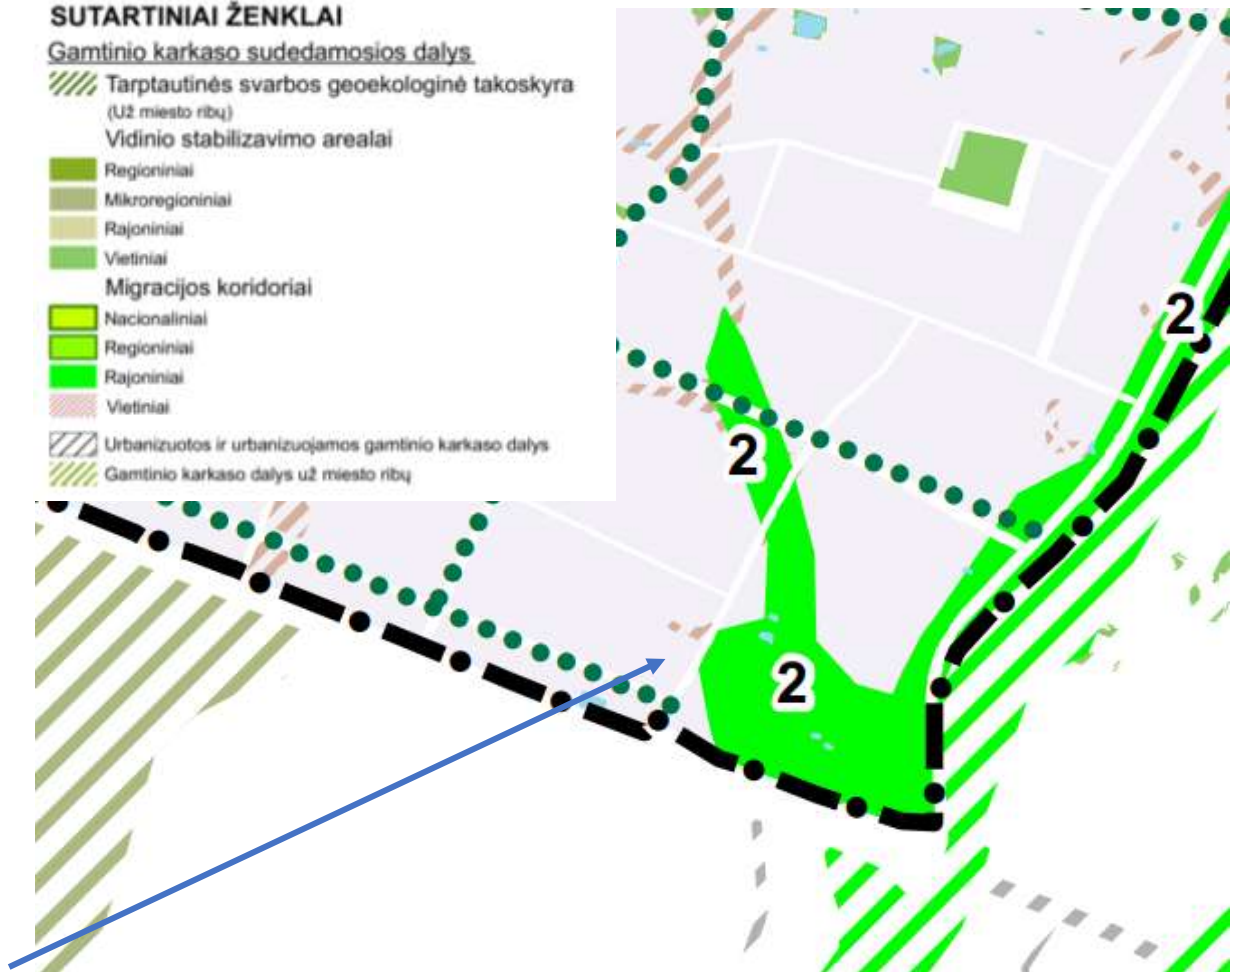 SUTARTINIAI ŽENKLAI
Gamtinio karkaso sudedamosios dalys
Tarptautinės svarbos geoekologinė takoskyra
(Už miesto ribų)
Vidinio stabilizavimo arealai
Regioniniai
Mikroregioniniai
Rajoniniai
Vietiniai
Migracijos koridoriai
Nacionaliniai
Regioniniai
Rajoniniai
Vietiniai
Urbanizuotos ir urbanizuojamos gamtinio karkaso dalys
Gamtinio karkaso dalys už miesto ribų
2
2
2